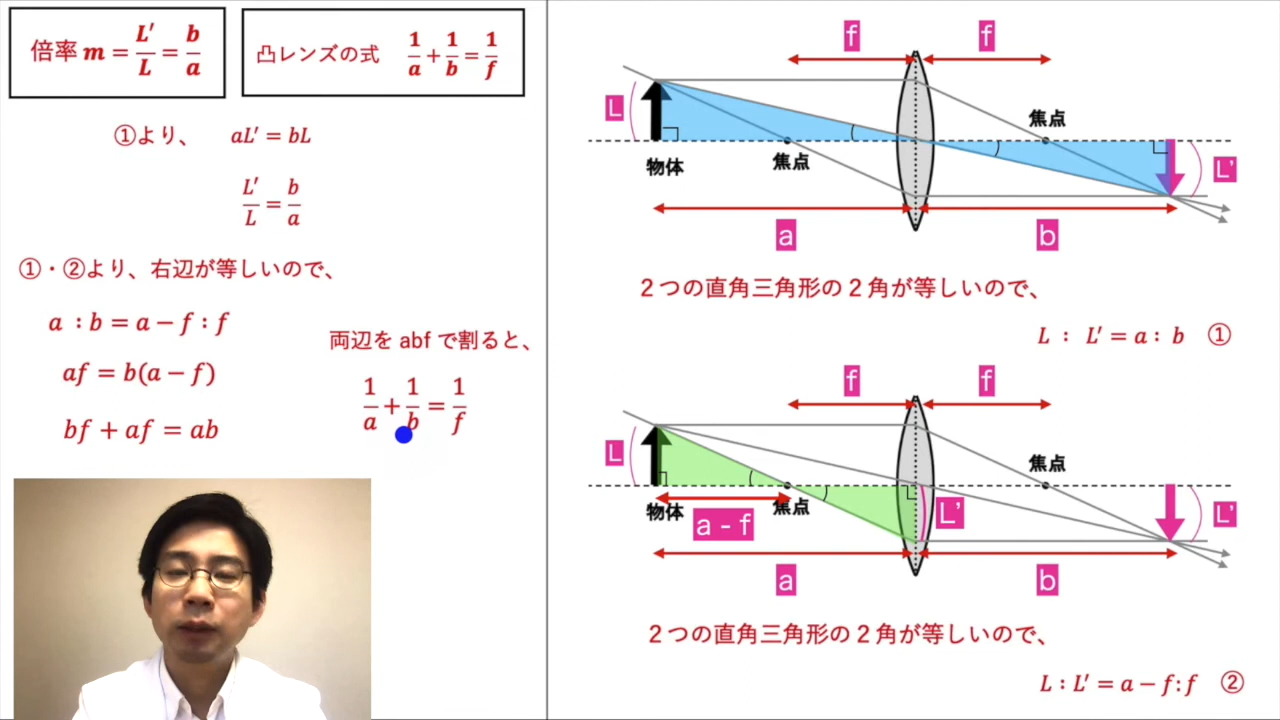 倍率 m = L'/L = b/a
凸レンズの式 1/a + 1/b = 1/f
①より、 aL' = bL
L'/L = b/a
①・②より、右辺が等しいので、
a : b = a − f : f
af = b(a − f)
bf + af = ab
両辺を abf で割ると、
1/a + 1/b = 1/f
f f
L
焦点
物体 焦点
L'
a b
2つの直角三角形の2角が等しいので、
L : L' = a : b ①
f f
L
焦点
物体 焦点
a - f
L'
L'
a b
2つの直角三角形の2角が等しいので、
L : L' = a − f : f ②